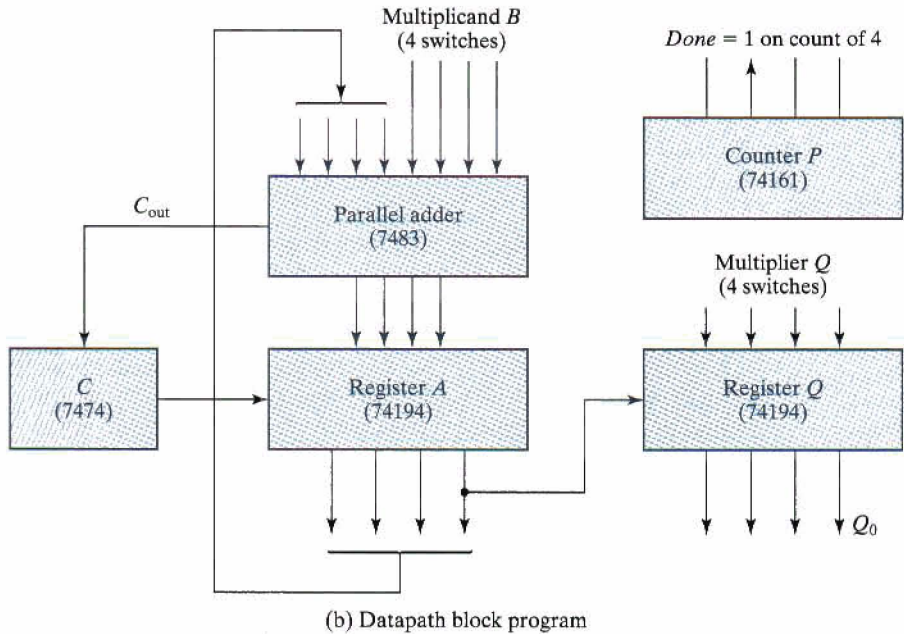 Multiplicand B
(4 switches)
Done = 1 on count of 4
Counter P
(74161)
Parallel adder
(7483)
Cout
Multiplier Q
(4 switches)
C
(7474)
Register A
(74194)
Register Q
(74194)
Q0
(b) Datapath block program